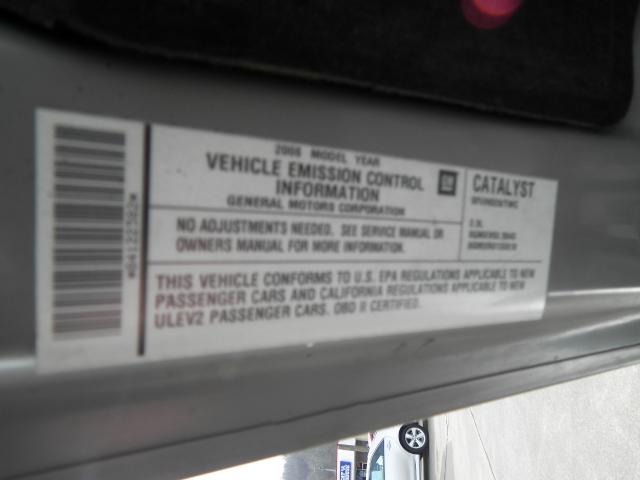 *04122382*
2008 MODEL YEAR
VEHICLE EMISSION CONTROL
INFORMATION
GENERAL MOTORS CORPORATION
GM
NO ADJUSTMENTS NEEDED. SEE SERVICE MANUAL OR
OWNERS MANUAL FOR MORE INFORMATION.
THIS VEHICLE CONFORMS TO U.S. EPA REGULATIONS APPLICABLE TO NEW
PASSENGER CARS AND CALIFORNIA REGULATIONS APPLICABLE TO NEW
ULEV2 PASSENGER CARS. OBD II CERTIFIED.
CATALYST